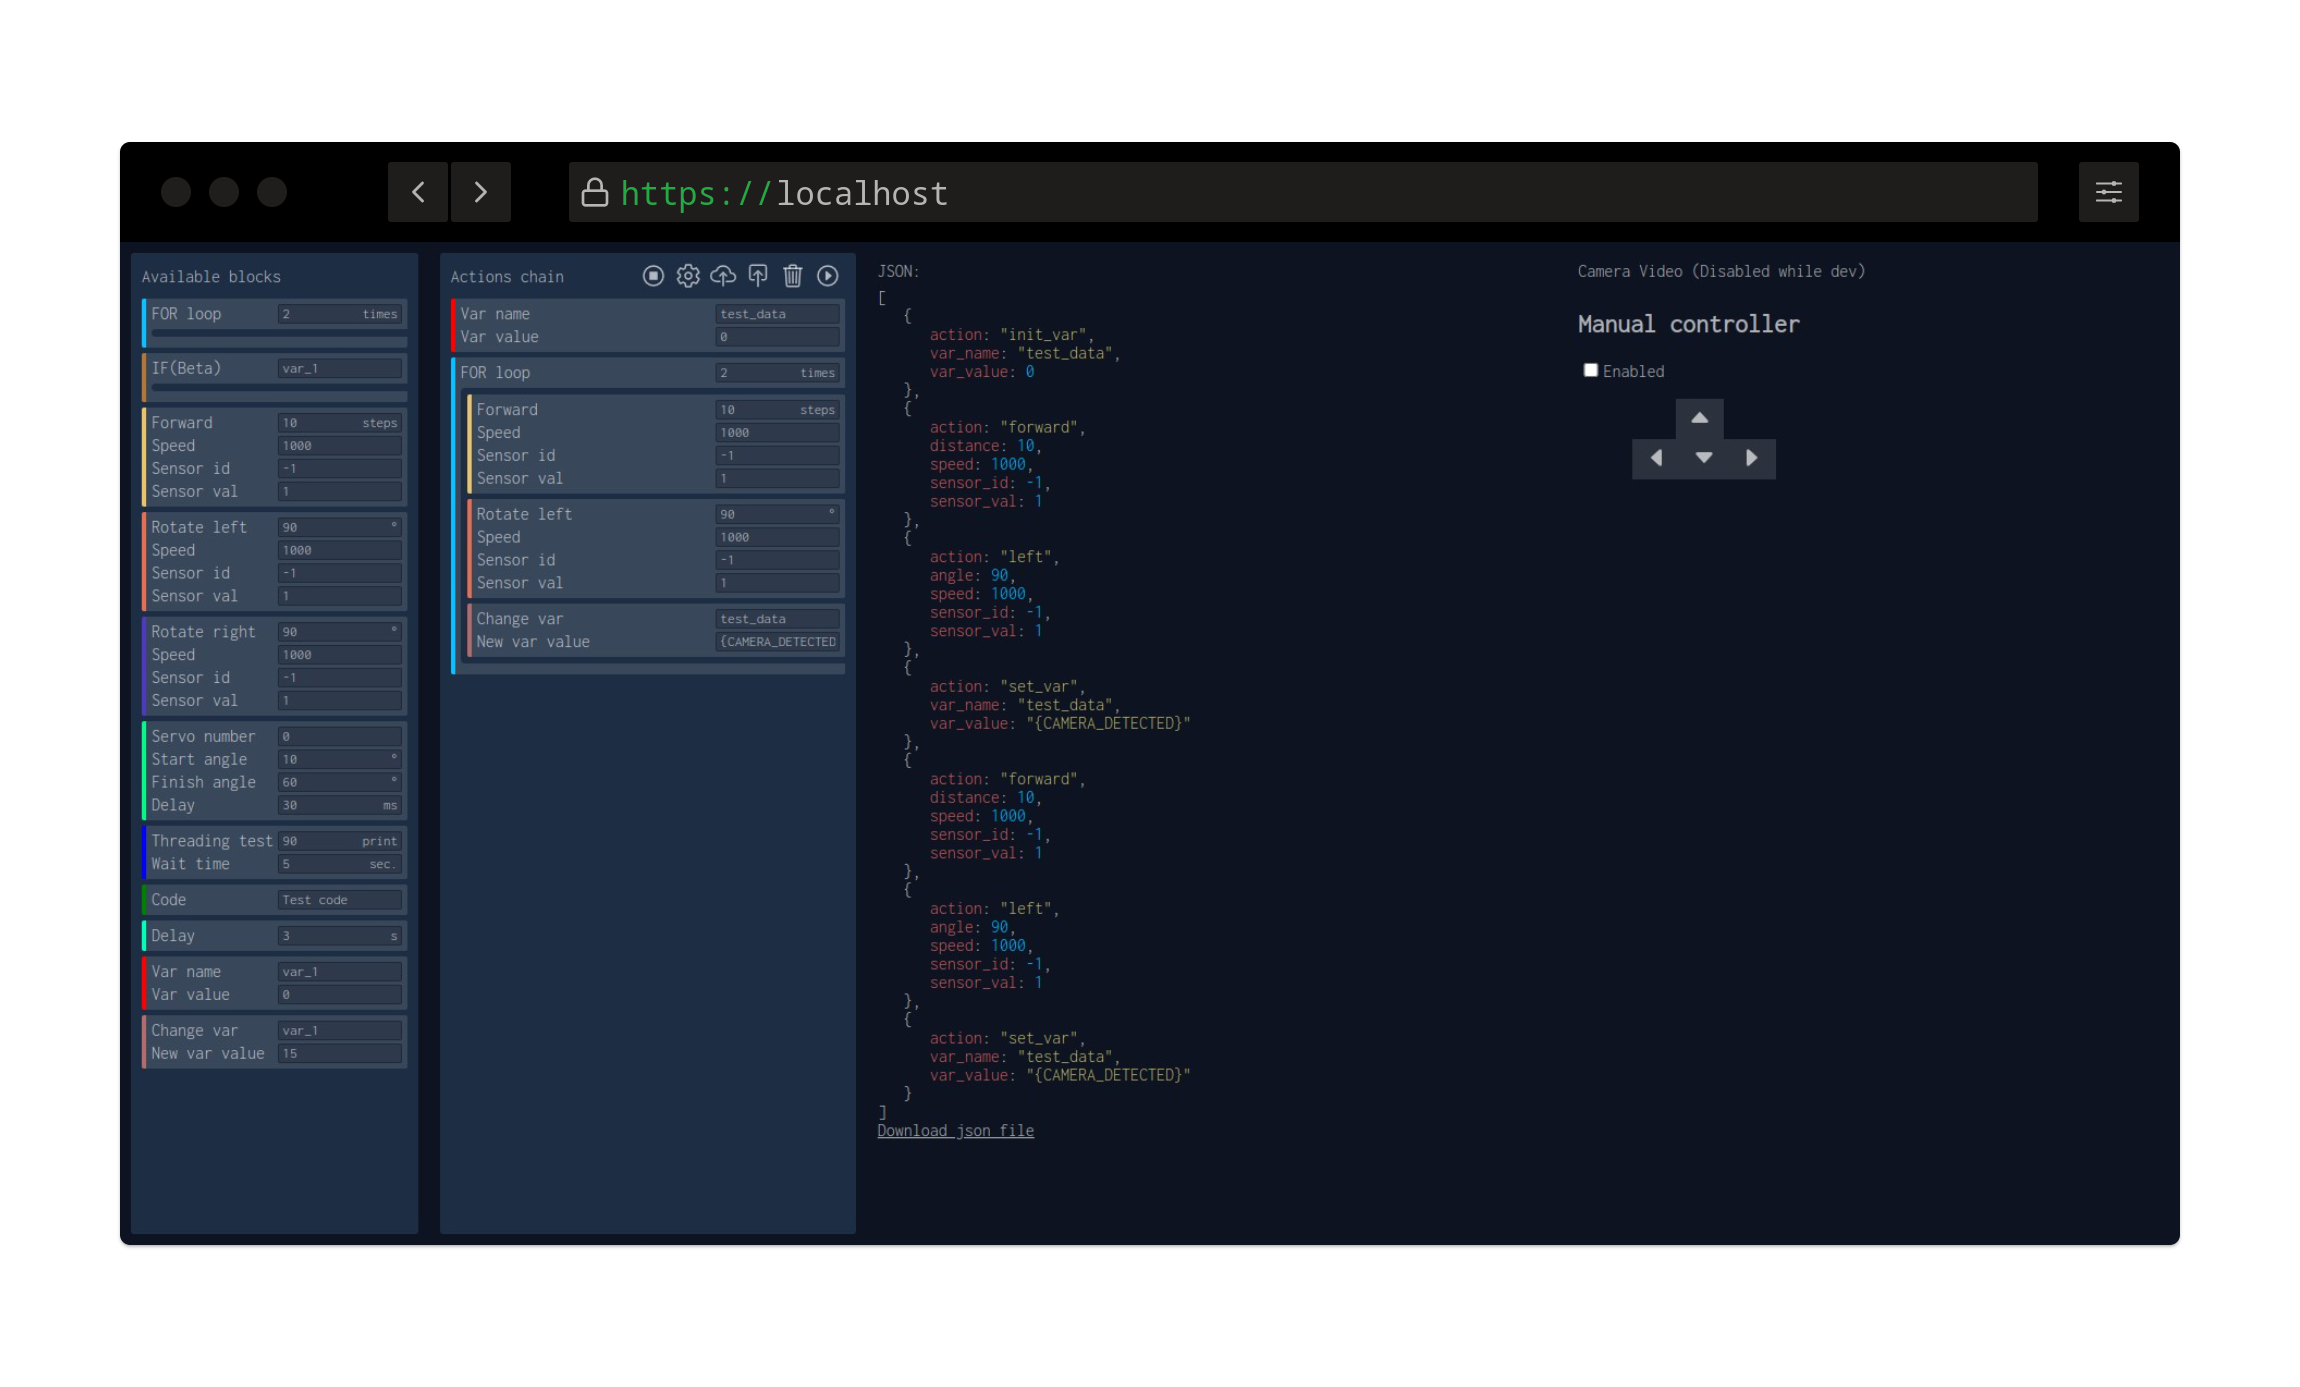 https://localhost
Available blocks
FOR loop 2 times
IF(Beta) var_1
Forward 10 steps
Speed 1000
Sensor id -1
Sensor val 1
Rotate left 90 °
Speed 1000
Sensor id -1
Sensor val 1
Rotate right 90 °
Speed 1000
Sensor id -1
Sensor val 1
Servo number 0
Start angle 10 °
Finish angle 60 °
Delay 30 ms
Threading test 90 print
Wait time 5 sec.
Code Test code
Delay 3 s
Var name var_1
Var value 0
Change var var_1
New var value 15
Actions chain
Var name test_data
Var value 0
FOR loop 2 times
Forward 10 steps
Speed 1000
Sensor id -1
Sensor val 1
Rotate left 90 °
Speed 1000
Sensor id -1
Sensor val 1
Change var test_data
New var value {CAMERA_DETECTED
JSON:
[
{
action: "init_var",
var_name: "test_data",
var_value: 0
},
{
action: "forward",
distance: 10,
speed: 1000,
sensor_id: -1,
sensor_val: 1
},
{
action: "left",
angle: 90,
speed: 1000,
sensor_id: -1,
sensor_val: 1
},
{
action: "set_var",
var_name: "test_data",
var_value: "{CAMERA_DETECTED}"
},
{
action: "forward",
distance: 10,
speed: 1000,
sensor_id: -1,
sensor_val: 1
},
{
action: "left",
angle: 90,
speed: 1000,
sensor_id: -1,
sensor_val: 1
},
{
action: "set_var",
var_name: "test_data",
var_value: "{CAMERA_DETECTED}"
}
]
Download json file
Camera Video (Disabled while dev)
Manual controller
Enabled